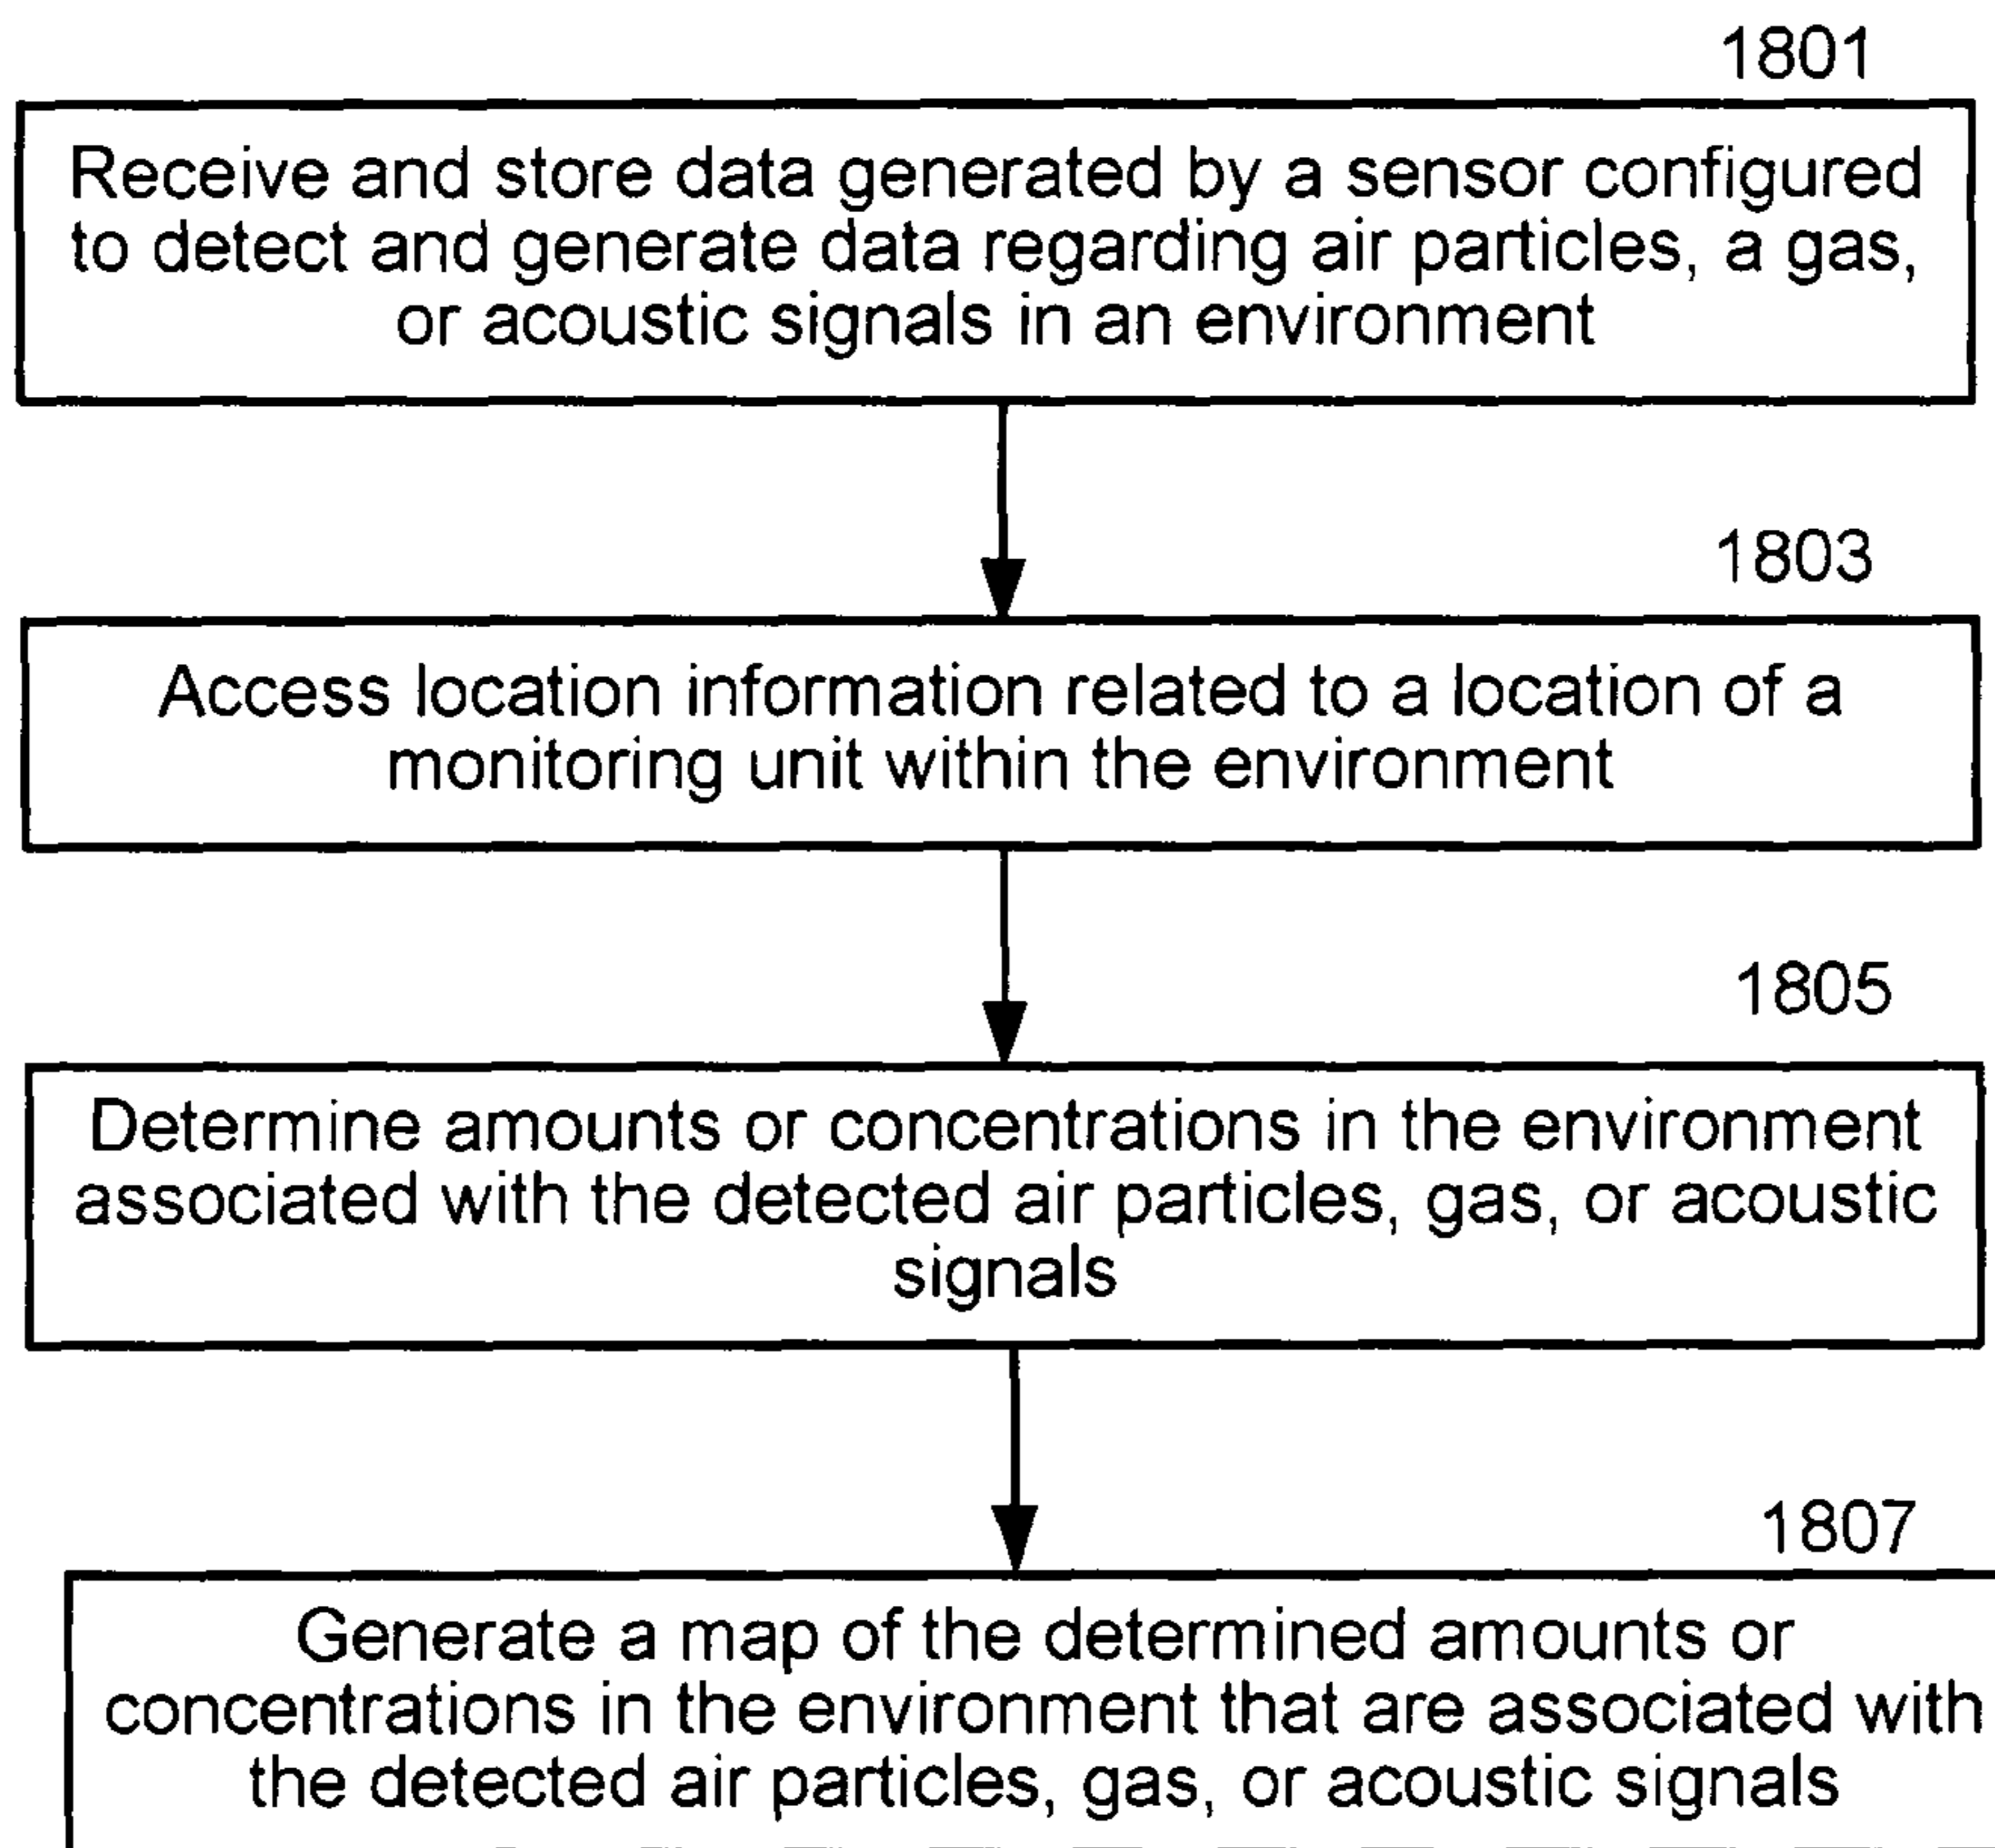 1801
Receive and store data generated by a sensor configured
to detect and generate data regarding air particles, a gas,
or acoustic signals in an environment
1803
Access location information related to a location of a
monitoring unit within the environment
1805
Determine amounts or concentrations in the environment
associated with the detected air particles, gas, or acoustic
signals
1807
Generate a map of the determined amounts or
concentrations in the environment that are associated with
the detected air particles, gas, or acoustic signals